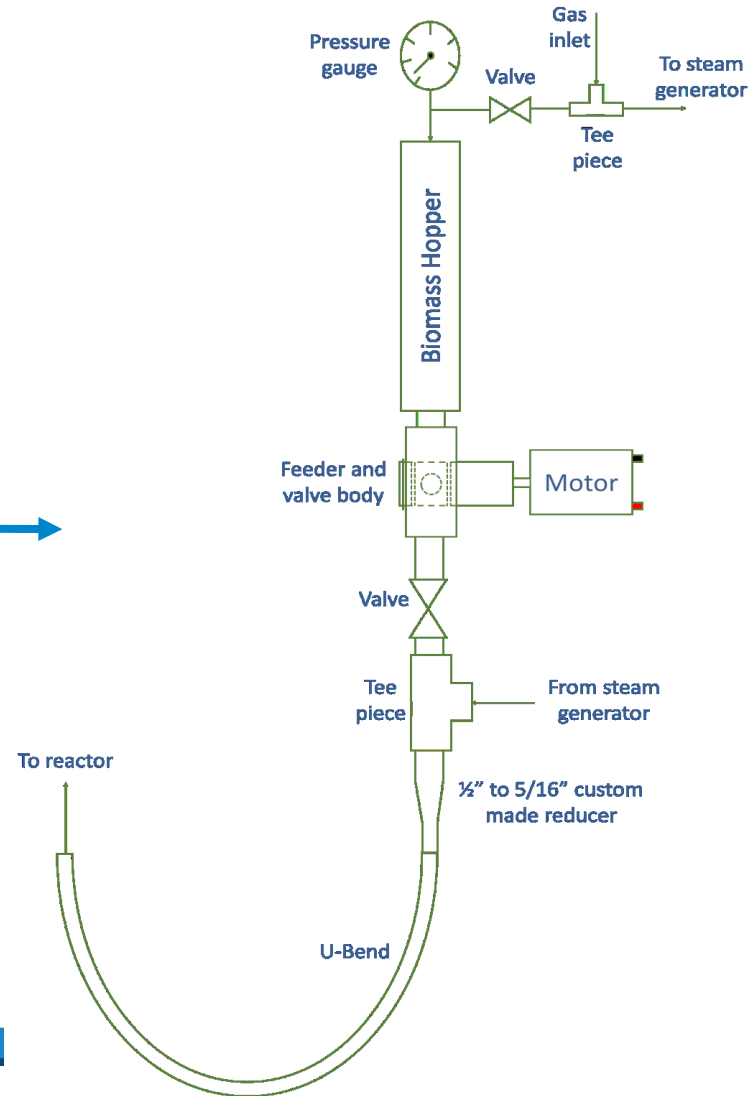 Pressure
gauge
Gas
inlet
Valve
To steam
generator
Tee
piece
Biomass Hopper
Feeder and
valve body
Motor
Valve
Tee
piece
From steam
generator
To reactor
½” to 5/16” custom
made reducer
U-Bend